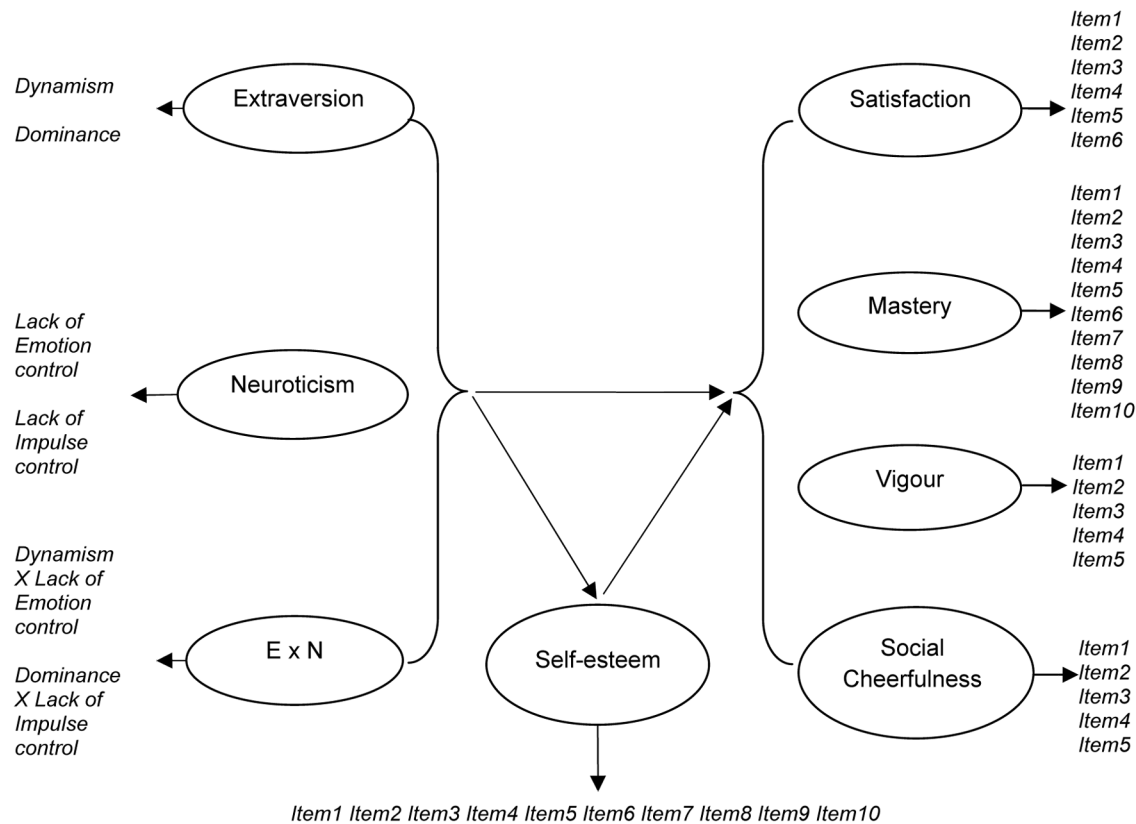 Dynamism
Dominance
Extraversion
Lack of
Emotion
control
Lack of
Impulse
control
Neuroticism
Dynamism
X Lack of
Emotion
control
Dominance
X Lack of
Impulse
control
E x N
Self-esteem
Item1 Item2 Item3 Item4 Item5 Item6 Item7 Item8 Item9 Item10
Satisfaction
Item1
Item2
Item3
Item4
Item5
Item6
Mastery
Item1
Item2
Item3
Item4
Item5
Item6
Item7
Item8
Item9
Item10
Vigour
Item1
Item2
Item3
Item4
Item5
Social
Cheerfulness
Item1
Item2
Item3
Item4
Item5